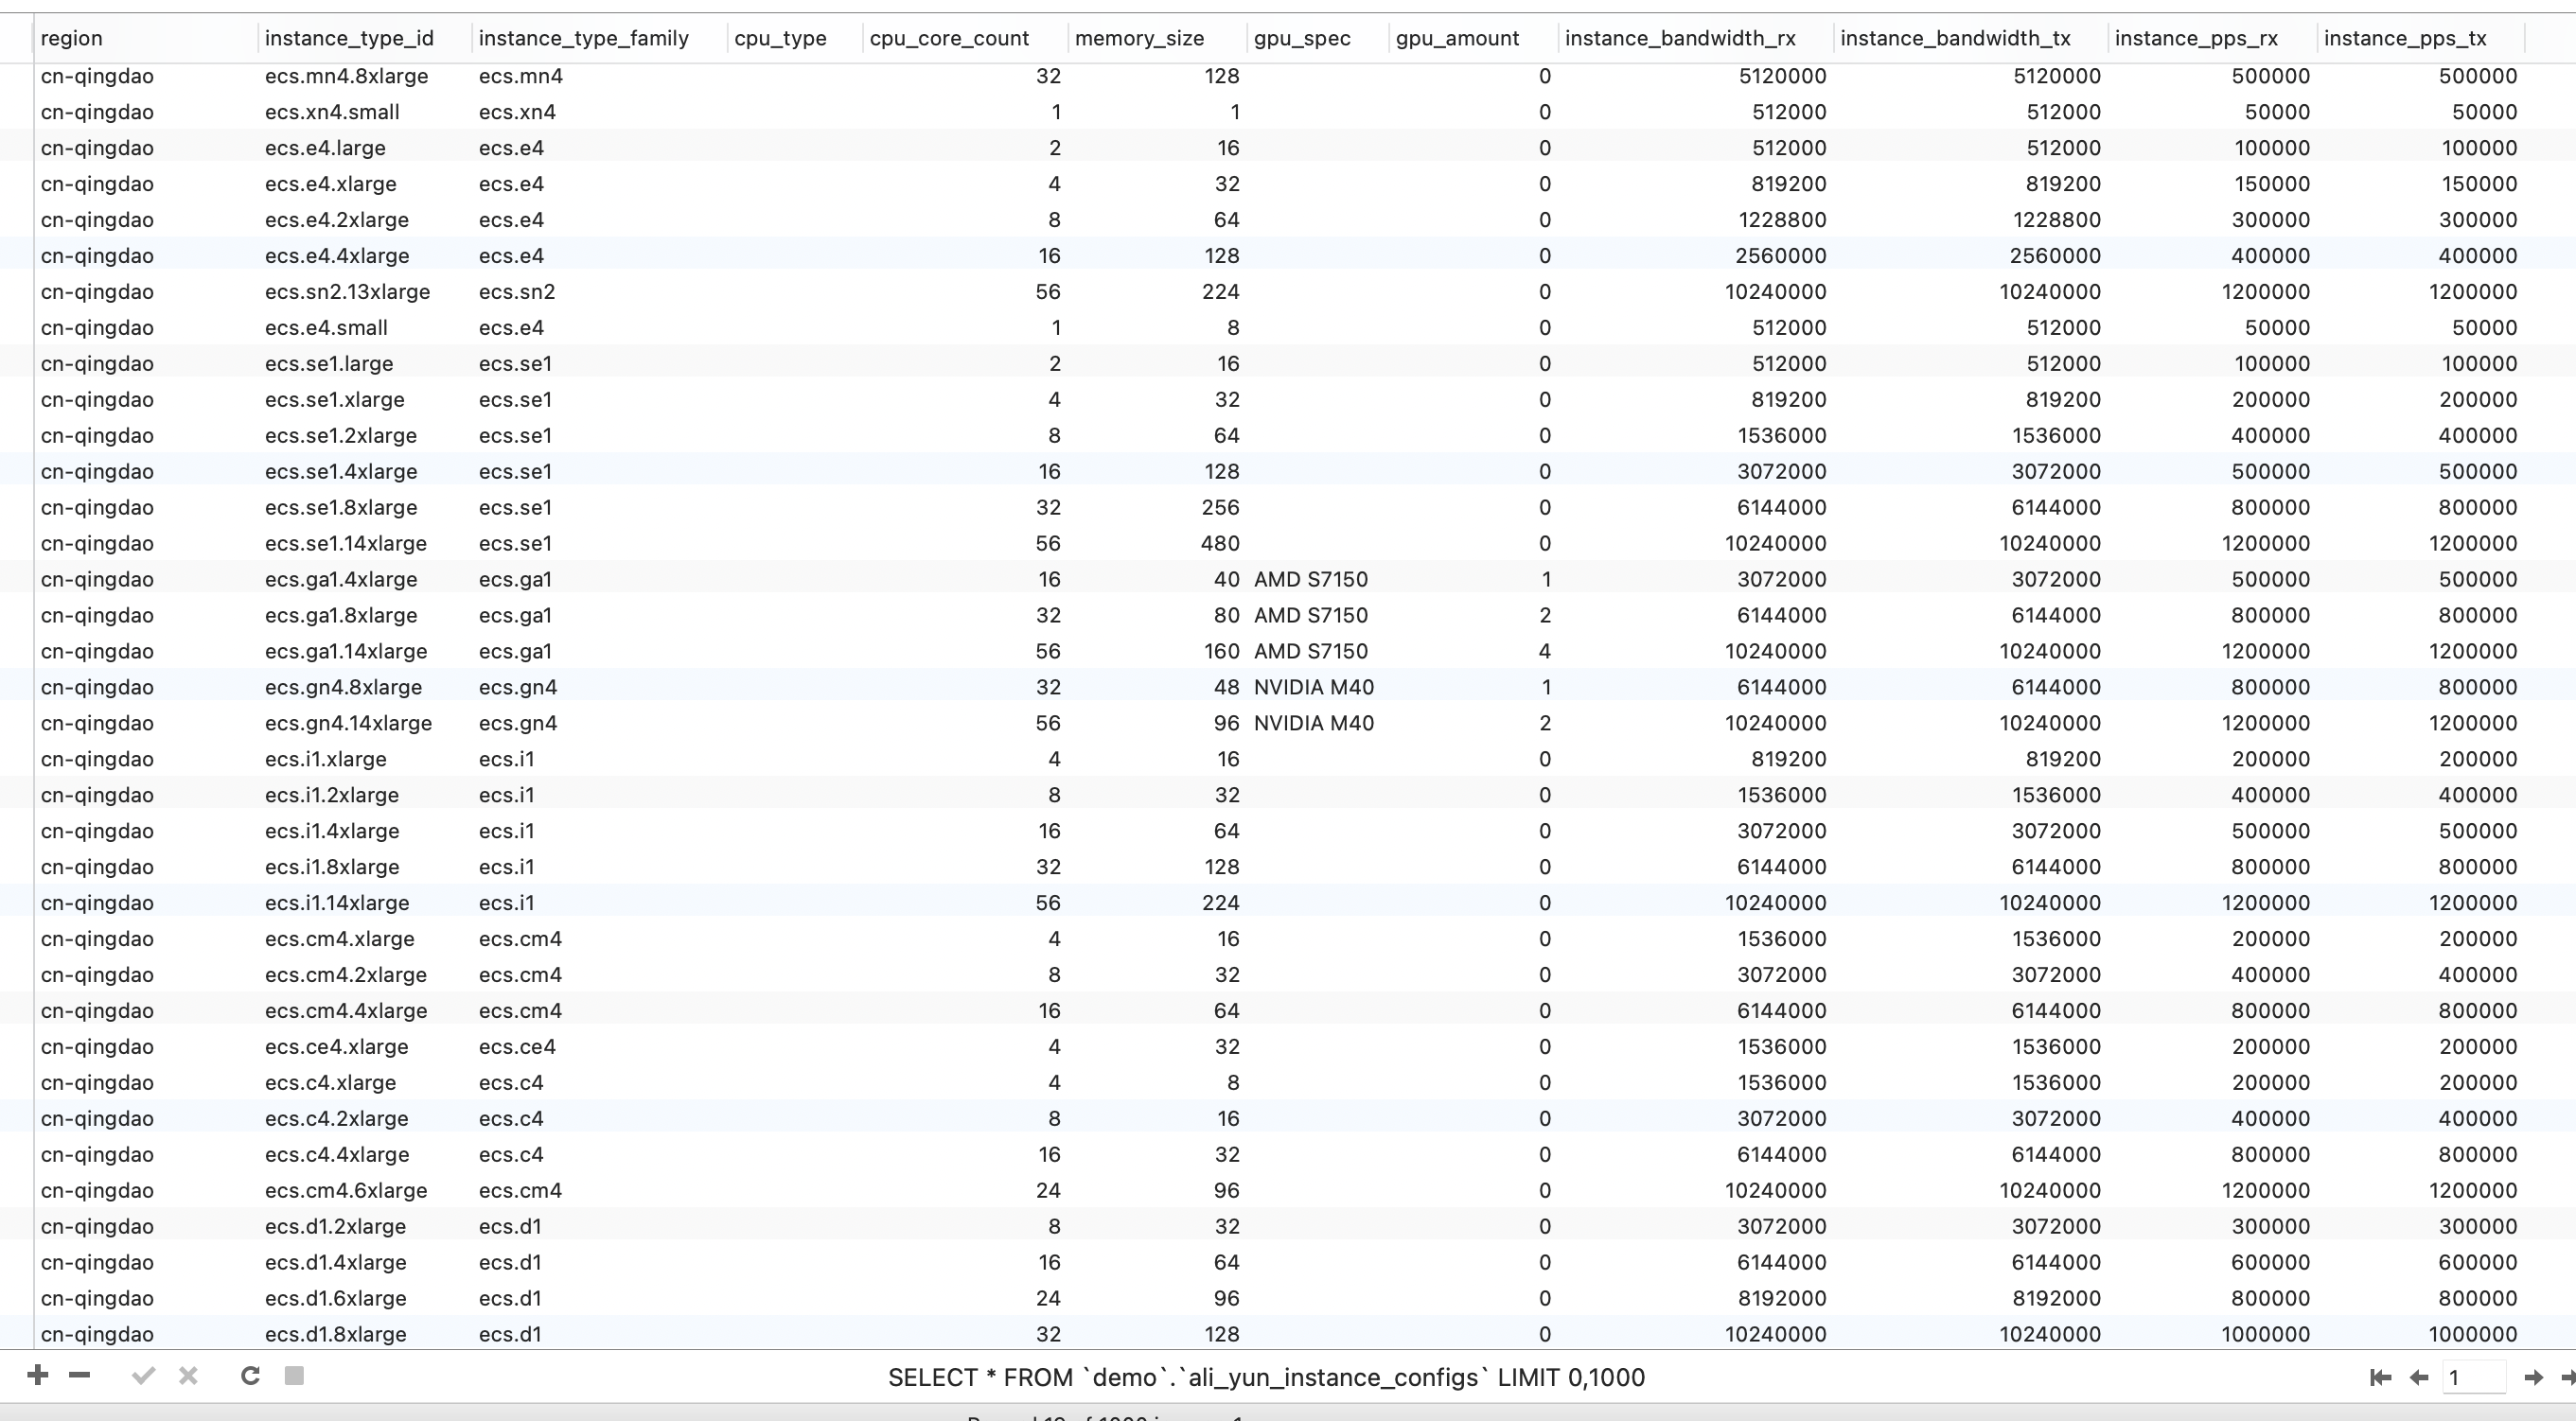 region instance_type_id instance_type_family cpu_type cpu_core_count memory_size gpu_spec gpu_amount instance_bandwidth_rx instance_bandwidth_tx instance_pps_rx instance_pps_tx
cn-qingdao ecs.mn4.8xlarge ecs.mn4 32 128 0 5120000 5120000 500000 500000
cn-qingdao ecs.xn4.small ecs.xn4 1 1 0 512000 512000 50000 50000
cn-qingdao ecs.e4.large ecs.e4 2 16 0 512000 512000 100000 100000
cn-qingdao ecs.e4.xlarge ecs.e4 4 32 0 819200 819200 150000 150000
cn-qingdao ecs.e4.2xlarge ecs.e4 8 64 0 1228800 1228800 300000 300000
cn-qingdao ecs.e4.4xlarge ecs.e4 16 128 0 2560000 2560000 400000 400000
cn-qingdao ecs.sn2.13xlarge ecs.sn2 56 224 0 10240000 10240000 1200000 1200000
cn-qingdao ecs.e4.small ecs.e4 1 8 0 512000 512000 50000 50000
cn-qingdao ecs.se1.large ecs.se1 2 16 0 512000 512000 100000 100000
cn-qingdao ecs.se1.xlarge ecs.se1 4 32 0 819200 819200 200000 200000
cn-qingdao ecs.se1.2xlarge ecs.se1 8 64 0 1536000 1536000 400000 400000
cn-qingdao ecs.se1.4xlarge ecs.se1 16 128 0 3072000 3072000 500000 500000
cn-qingdao ecs.se1.8xlarge ecs.se1 32 256 0 6144000 6144000 800000 800000
cn-qingdao ecs.se1.14xlarge ecs.se1 56 480 0 10240000 10240000 1200000 1200000
cn-qingdao ecs.ga1.4xlarge ecs.ga1 16 40 AMD S7150 1 3072000 3072000 500000 500000
cn-qingdao ecs.ga1.8xlarge ecs.ga1 32 80 AMD S7150 2 6144000 6144000 800000 800000
cn-qingdao ecs.ga1.14xlarge ecs.ga1 56 160 AMD S7150 4 10240000 10240000 1200000 1200000
cn-qingdao ecs.gn4.8xlarge ecs.gn4 32 48 NVIDIA M40 1 6144000 6144000 800000 800000
cn-qingdao ecs.gn4.14xlarge ecs.gn4 56 96 NVIDIA M40 2 10240000 10240000 1200000 1200000
cn-qingdao ecs.i1.xlarge ecs.i1 4 16 0 819200 819200 200000 200000
cn-qingdao ecs.i1.2xlarge ecs.i1 8 32 0 1536000 1536000 400000 400000
cn-qingdao ecs.i1.4xlarge ecs.i1 16 64 0 3072000 3072000 500000 500000
cn-qingdao ecs.i1.8xlarge ecs.i1 32 128 0 6144000 6144000 800000 800000
cn-qingdao ecs.i1.14xlarge ecs.i1 56 224 0 10240000 10240000 1200000 1200000
cn-qingdao ecs.cm4.xlarge ecs.cm4 4 16 0 1536000 1536000 200000 200000
cn-qingdao ecs.cm4.2xlarge ecs.cm4 8 32 0 3072000 3072000 400000 400000
cn-qingdao ecs.cm4.4xlarge ecs.cm4 16 64 0 6144000 6144000 800000 800000
cn-qingdao ecs.ce4.xlarge ecs.ce4 4 32 0 1536000 1536000 200000 200000
cn-qingdao ecs.c4.xlarge ecs.c4 4 8 0 1536000 1536000 200000 200000
cn-qingdao ecs.c4.2xlarge ecs.c4 8 16 0 3072000 3072000 400000 400000
cn-qingdao ecs.c4.4xlarge ecs.c4 16 32 0 6144000 6144000 800000 800000
cn-qingdao ecs.cm4.6xlarge ecs.cm4 24 96 0 10240000 10240000 1200000 1200000
cn-qingdao ecs.d1.2xlarge ecs.d1 8 32 0 3072000 3072000 300000 300000
cn-qingdao ecs.d1.4xlarge ecs.d1 16 64 0 6144000 6144000 600000 600000
cn-qingdao ecs.d1.6xlarge ecs.d1 24 96 0 8192000 8192000 800000 800000
cn-qingdao ecs.d1.8xlarge ecs.d1 32 128 0 10240000 10240000 1000000 1000000
SELECT * FROM `demo`.`ali_yun_instance_configs` LIMIT 0,1000 1